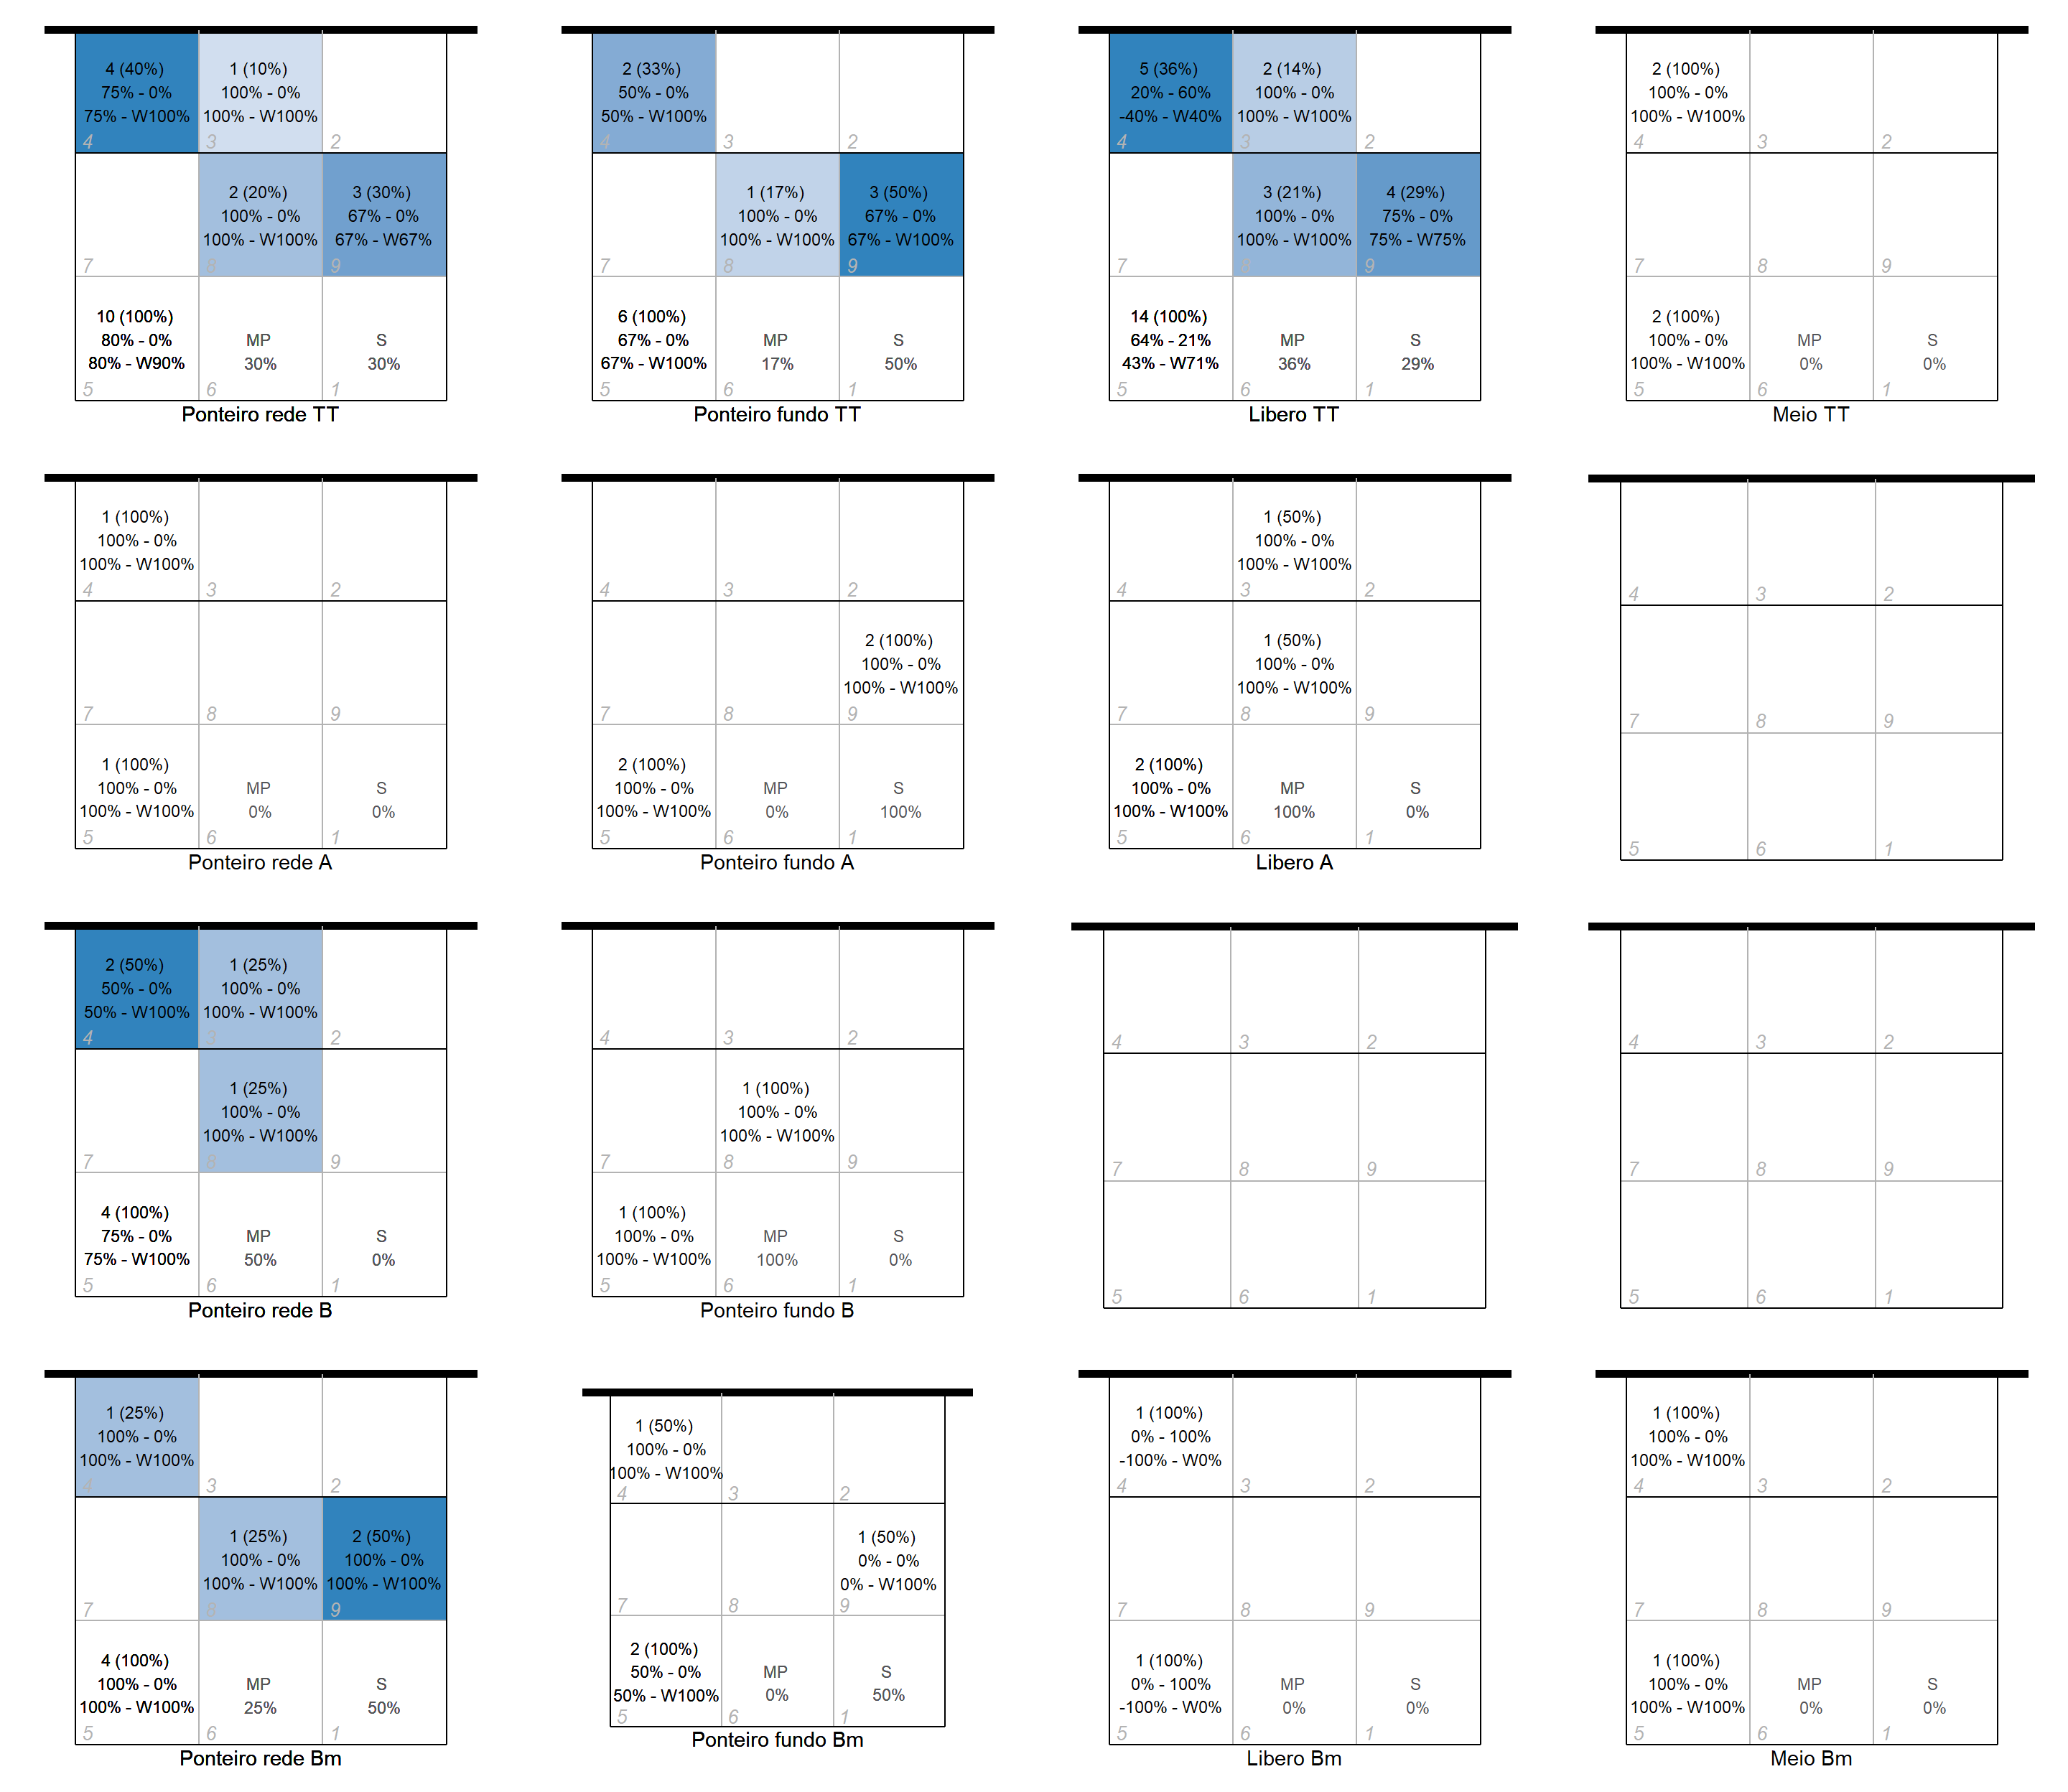 4 (40%)
75% - 0%
75% - W100%
4
1 (10%)
100% - 0%
100% - W100%
3
2
7
2 (20%)
100% - 0%
100% - W100%
8
3 (30%)
67% - 0%
67% - W67%
9
10 (100%)
80% - 0%
80% - W90%
5
MP
30%
6
S
30%
1
Ponteiro rede TT
2 (33%)
50% - 0%
50% - W100%
4
3
2
7
1 (17%)
100% - 0%
100% - W100%
8
3 (50%)
67% - 0%
67% - W100%
9
6 (100%)
67% - 0%
67% - W100%
5
MP
17%
6
S
50%
1
Ponteiro fundo TT
5 (36%)
20% - 60%
-40% - W40%
4
2 (14%)
100% - 0%
100% - W100%
3
2
7
3 (21%)
100% - 0%
100% - W100%
8
4 (29%)
75% - 0%
75% - W75%
9
14 (100%)
64% - 21%
43% - W71%
5
MP
36%
6
S
29%
1
Libero TT
2 (100%)
100% - 0%
100% - W100%
4
3
2
7
8
9
2 (100%)
100% - 0%
100% - W100%
5
MP
0%
6
S
0%
1
Meio TT
1 (100%)
100% - 0%
100% - W100%
4
3
2
7
8
9
1 (100%)
100% - 0%
100% - W100%
5
MP
0%
6
S
0%
1
Ponteiro rede A
4
3
2
7
8
2 (100%)
100% - 0%
100% - W100%
9
2 (100%)
100% - 0%
100% - W100%
5
MP
0%
6
S
100%
1
Ponteiro fundo A
4
1 (50%)
100% - 0%
100% - W100%
3
2
7
1 (50%)
100% - 0%
100% - W100%
8
9
2 (100%)
100% - 0%
100% - W100%
5
MP
100%
6
S
0%
1
Libero A
4
3
2
7
8
9
5
6
1
2 (50%)
50% - 0%
50% - W100%
4
1 (25%)
100% - 0%
100% - W100%
3
2
7
1 (25%)
100% - 0%
100% - W100%
8
9
4 (100%)
75% - 0%
75% - W100%
5
MP
50%
6
S
0%
1
Ponteiro rede B
4
3
2
7
1 (100%)
100% - 0%
100% - W100%
8
9
1 (100%)
100% - 0%
100% - W100%
5
MP
100%
6
S
0%
1
Ponteiro fundo B
4
3
2
7
8
9
5
6
1
4
3
2
7
8
9
5
6
1
1 (25%)
100% - 0%
100% - W100%
4
3
2
7
1 (25%)
100% - 0%
100% - W100%
8
2 (50%)
100% - 0%
100% - W100%
9
4 (100%)
100% - 0%
100% - W100%
5
MP
25%
6
S
50%
1
Ponteiro rede Bm
1 (50%)
100% - 0%
100% - W100%
4
3
2
7
8
1 (50%)
0% - 0%
0% - W100%
9
2 (100%)
50% - 0%
50% - W100%
5
MP
0%
6
S
50%
1
Ponteiro fundo Bm
1 (100%)
0% - 100%
-100% - W0%
4
3
2
7
8
9
1 (100%)
0% - 100%
-100% - W0%
5
MP
0%
6
S
0%
1
Libero Bm
1 (100%)
100% - 0%
100% - W100%
4
3
2
7
8
9
1 (100%)
100% - 0%
100% - W100%
5
MP
0%
6
S
0%
1
Meio Bm